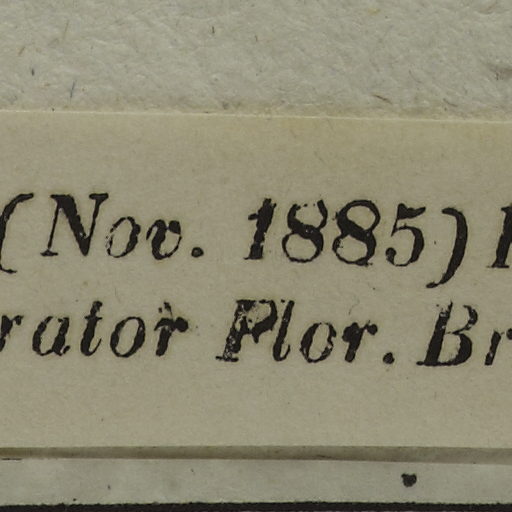 (Nov. 1885)
rator Flor. Br